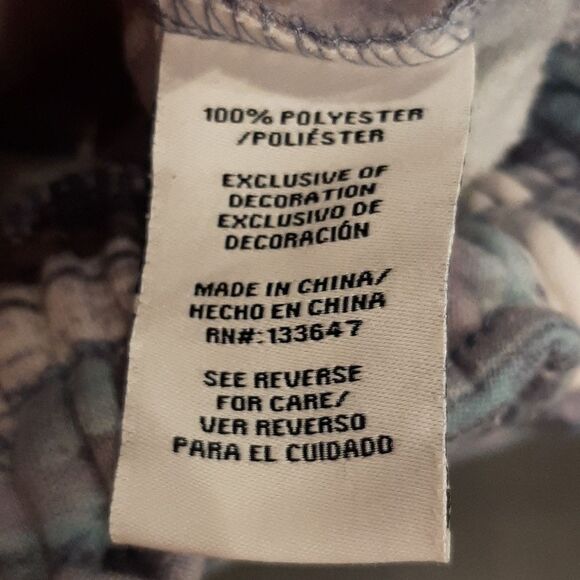 100% POLYESTER
/POLIÉSTER
EXCLUSIVE OF
DECORATION
EXCLUSIVO DE
DECORACIÓN
MADE IN CHINA/
HECHO EN CHINA
RN#:133647
SEE REVERSE
FOR CARE/
VER REVERSO
PARA EL CUIDADO